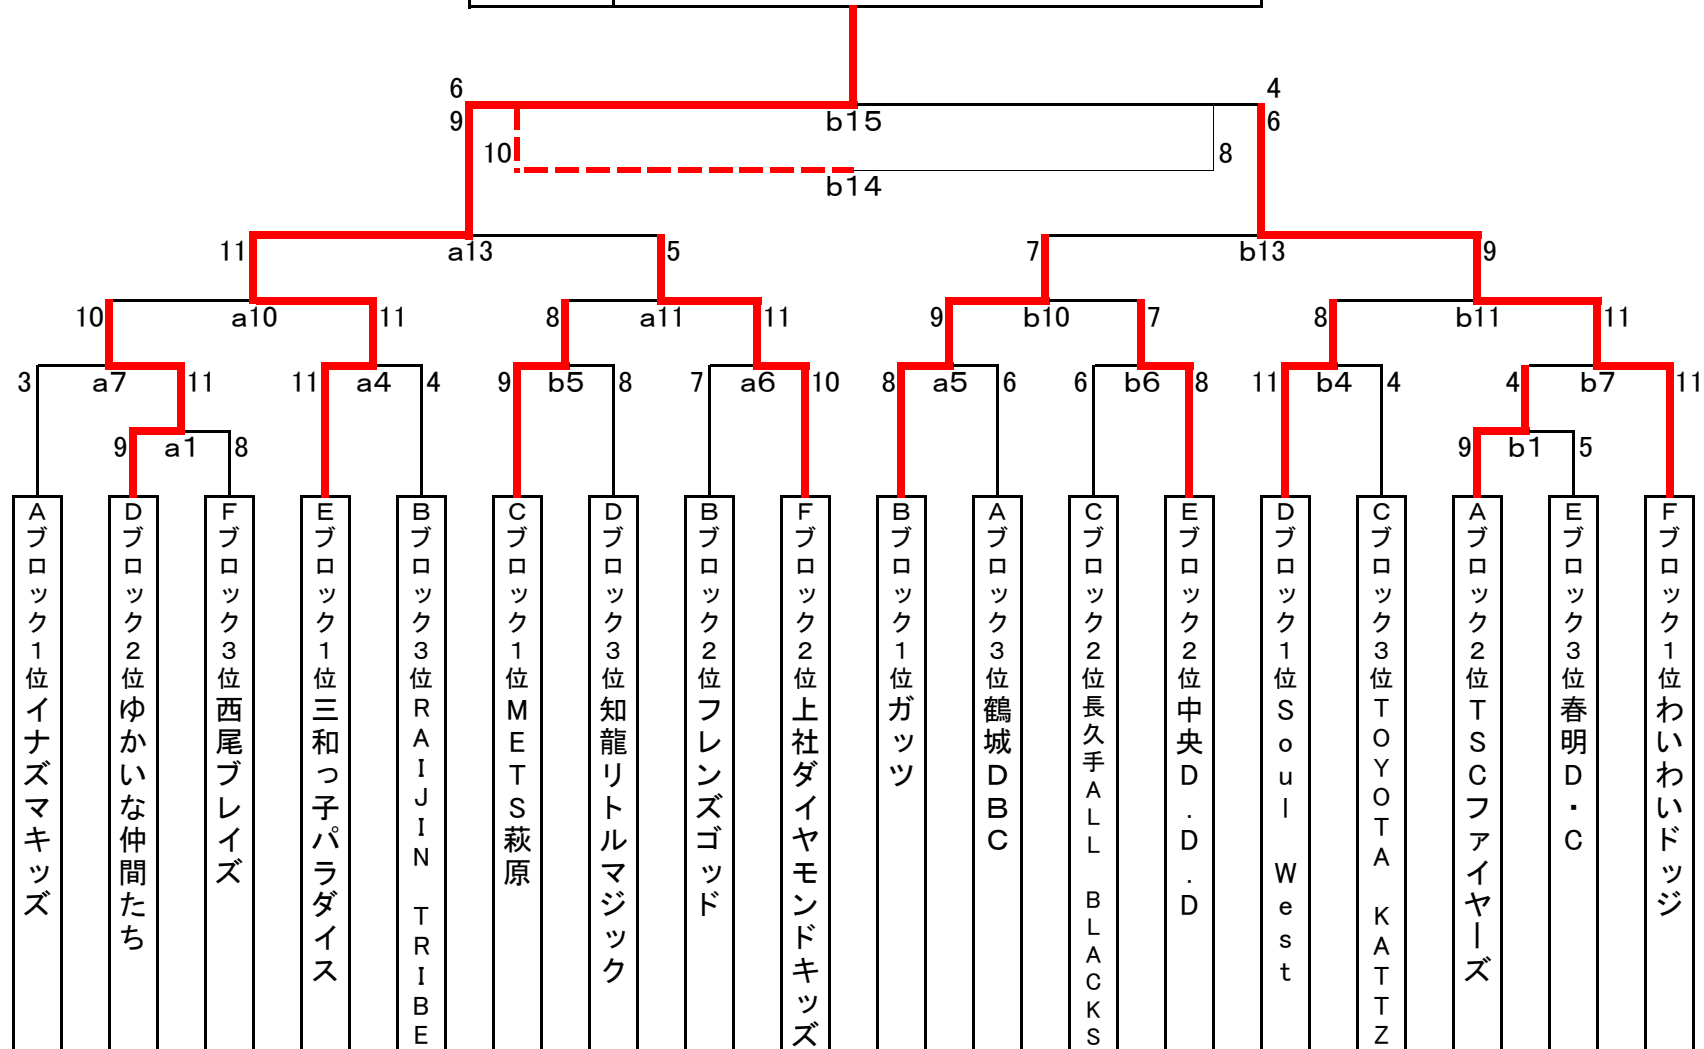 6 4
9 b15 6
10 8
b14
11 a13 5 7 b13 9
10 a10 11 8 a11 11 9 b10 7 8 b11 11
3 a7 11 11 a4 4 9 b5 8 7 a6 10 8 a5 6 6 b6 8 11 b4 4 4 b7 11
9 a1 8 9 b1 5
Aブロック1位イナズマキッズ
Dブロック2位ゆかいな仲間たち
Fブロック3位西尾ブレイズ
Eブロック1位三和っ子パラダイス
Bブロック3位RAIJIN TRIBE
Cブロック1位METS萩原
Dブロック3位知龍リトルマジック
Bブロック2位フレンズゴッド
Fブロック2位上社ダイヤモンドキッズ
Bブロック1位ガッツ
Aブロック3位鶴城DBC
Cブロック2位長久手ALL BLACKS
Eブロック2位中央D.D.D
Dブロック1位Soul West
Cブロック3位TOYOTA KATTZ
Aブロック2位TSCファイヤーズ
Eブロック3位春明D・C
Fブロック1位わいわいドッジ